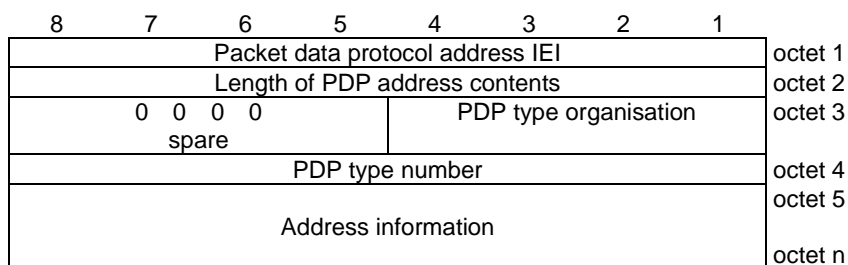 8 7 6 5 4 3 2 1
Packet data protocol address IEI octet 1
Length of PDP address contents octet 2
0 0 0 0 PDP type organisation octet 3
spare
PDP type number octet 4
octet 5
Address information
octet n